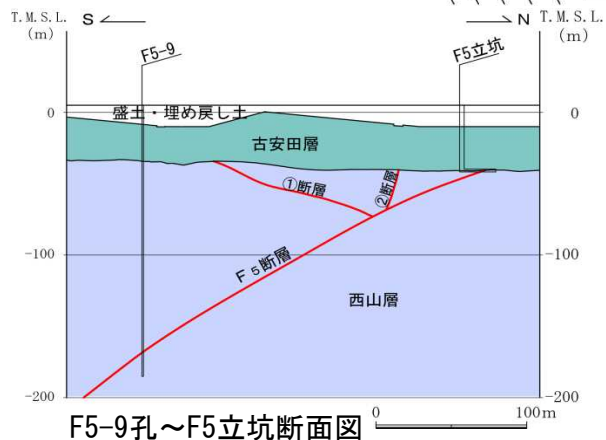 T.M.S.L.
(m)
S
N
T.M.S.L.
(m)
F5-9
F5立坑
0
盛土・埋め戻し土
0
古安田層
①断層
②断層
-100
F5断層
-100
西山層
-200
-200
F5-9孔～F5立坑断面図
0
100m